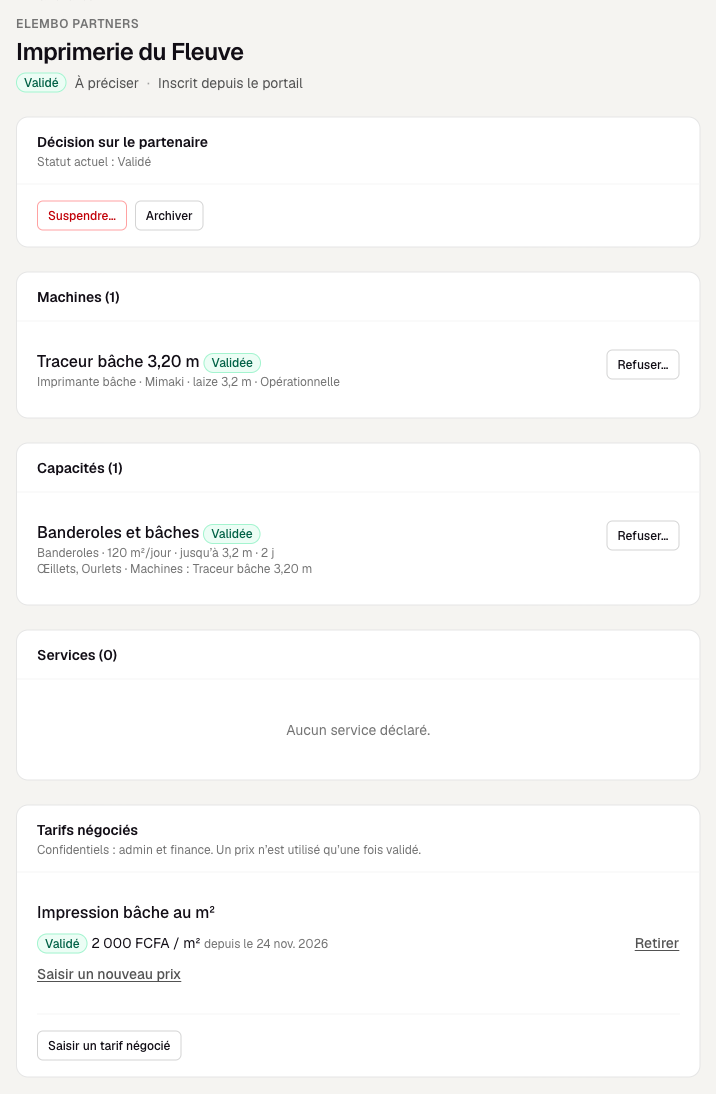 ELEMBO PARTNERS
Imprimerie du Fleuve
Validé À préciser · Inscrit depuis le portail
Décision sur le partenaire
Statut actuel : Validé
Suspendre… Archiver
Machines (1)
Traceur bâche 3,20 m Validée Refuser…
Imprimante bâche · Mimaki · laize 3,2 m · Opérationnelle
Capacités (1)
Banderoles et bâches Validée Refuser…
Banderoles · 120 m²/jour · jusqu'à 3,2 m · 2 j
Œillets, Ourlets · Machines : Traceur bâche 3,20 m
Services (0)
Aucun service déclaré.
Tarifs négociés
Confidentiels : admin et finance. Un prix n'est utilisé qu'une fois validé.
Impression bâche au m²
Validé 2 000 FCFA / m² depuis le 24 nov. 2026 Retirer
Saisir un nouveau prix
Saisir un tarif négocié